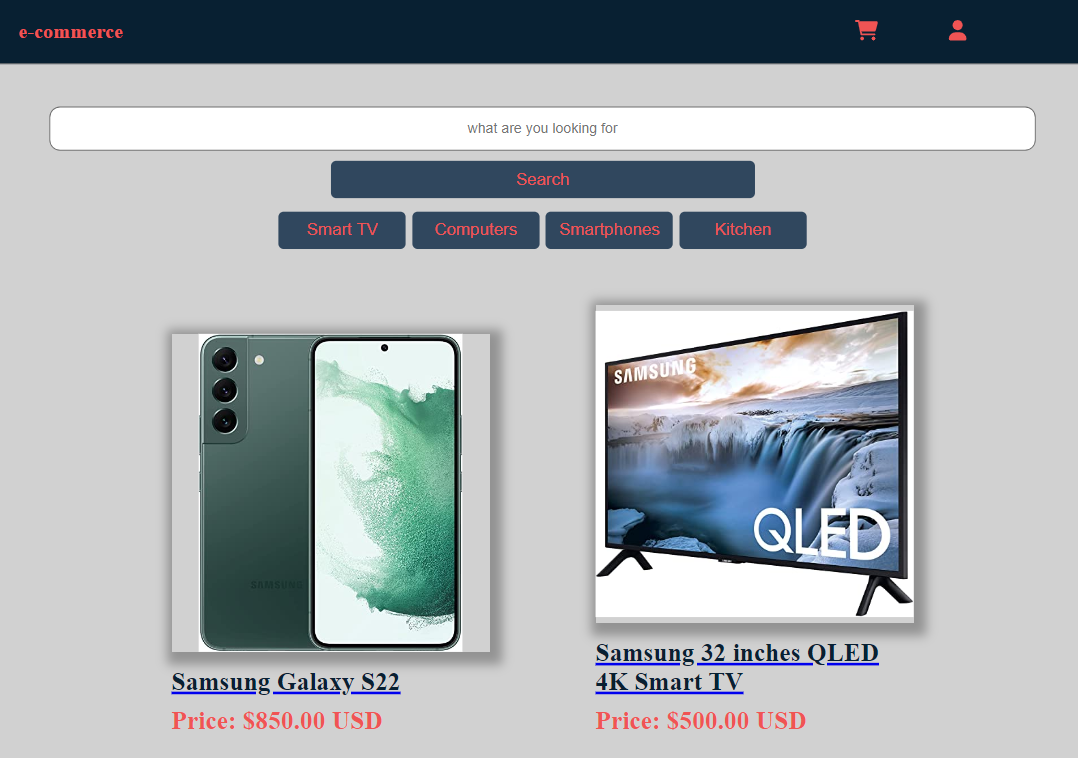 e-commerce
what are you looking for
Search
Smart TV Computers Smartphones Kitchen
SAMSUNG
QLED
SAMSUNG
Samsung Galaxy S22
Price: $850.00 USD
Samsung 32 inches QLED
4K Smart TV
Price: $500.00 USD